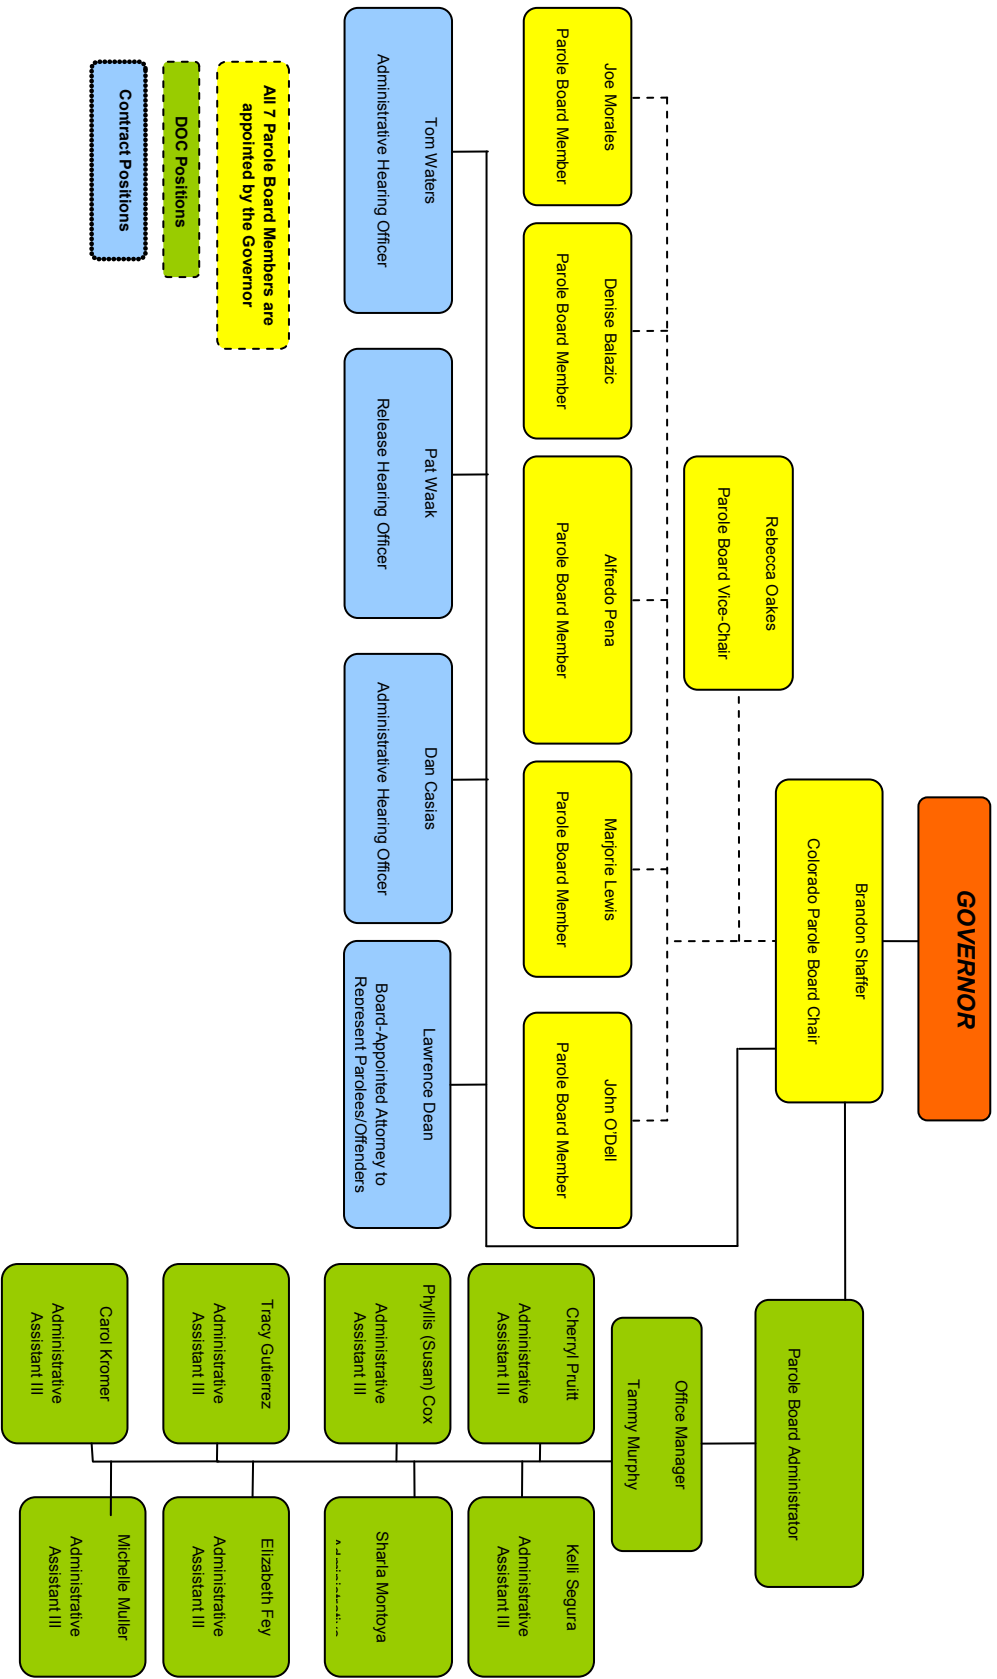 GOVERNOR
Brandon Shaffer
Colorado Parole Board Chair
Rebecca Oakes
Parole Board Vice-Chair
Parole Board Administrator
Joe Morales
Parole Board Member
Denise Balazic
Parole Board Member
Alfredo Pena
Parole Board Member
Marjorie Lewis
Parole Board Member
John O'Dell
Parole Board Member
Office Manager
Tammy Murphy
Tom Waters
Administrative Hearing Officer
Pat Waak
Release Hearing Officer
Dan Casias
Administrative Hearing Officer
Lawrence Dean
Board-Appointed Attorney to
Represent Parolees/Offenders
Cherryl Pruitt
Administrative
Assistant III
Kelli Segura
Administrative
Assistant III
Phyllis (Susan) Cox
Administrative
Assistant III
Sharla Montoya
Administrative
Tracy Gutierrez
Administrative
Assistant III
Elizabeth Fey
Administrative
Assistant III
Carol Kromer
Administrative
Assistant III
Michelle Muller
Administrative
Assistant III
All 7 Parole Board Members are
appointed by the Governor
DOC Positions
Contract Positions